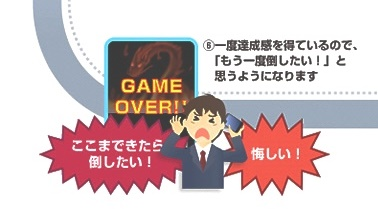 ⑥一度達成感を得ているので、
「もう一度倒したい！」と
思うようになります
GAME
OVER!!
ここまできたら
倒したい！
悔しい！